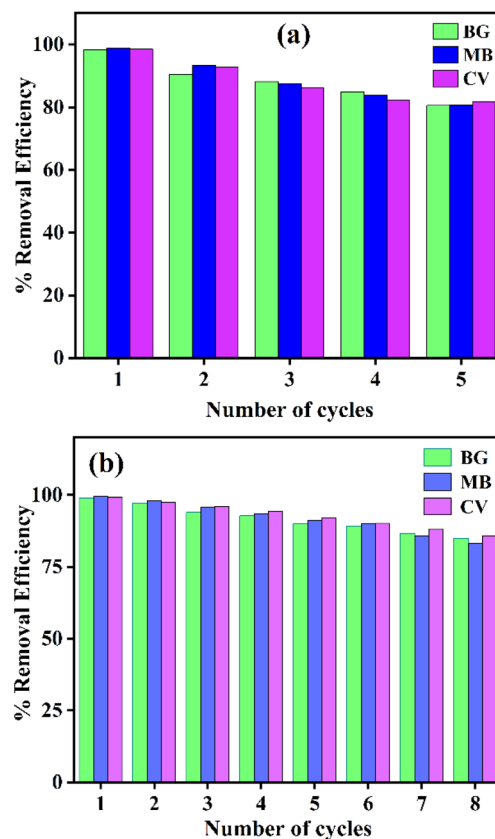 (a)
BG
MB
CV
% Removal Efficiency
100
80
60
40
20
0
1 2 3 4 5
Number of cycles
(b)
BG
MB
CV
% Removal Efficiency
100
75
50
25
0
1 2 3 4 5 6 7 8
Number of cycles